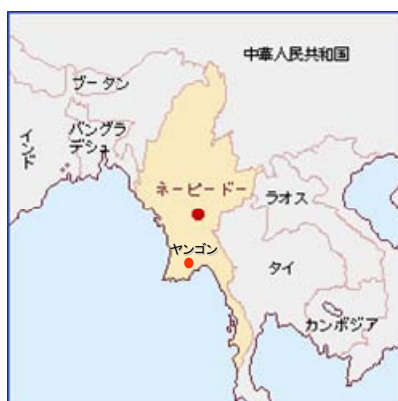 中華人民共和国
ブータン
インド
バングラ
デシュ
ネーピードー
ラオス
ヤンゴン
タイ
カンボジア